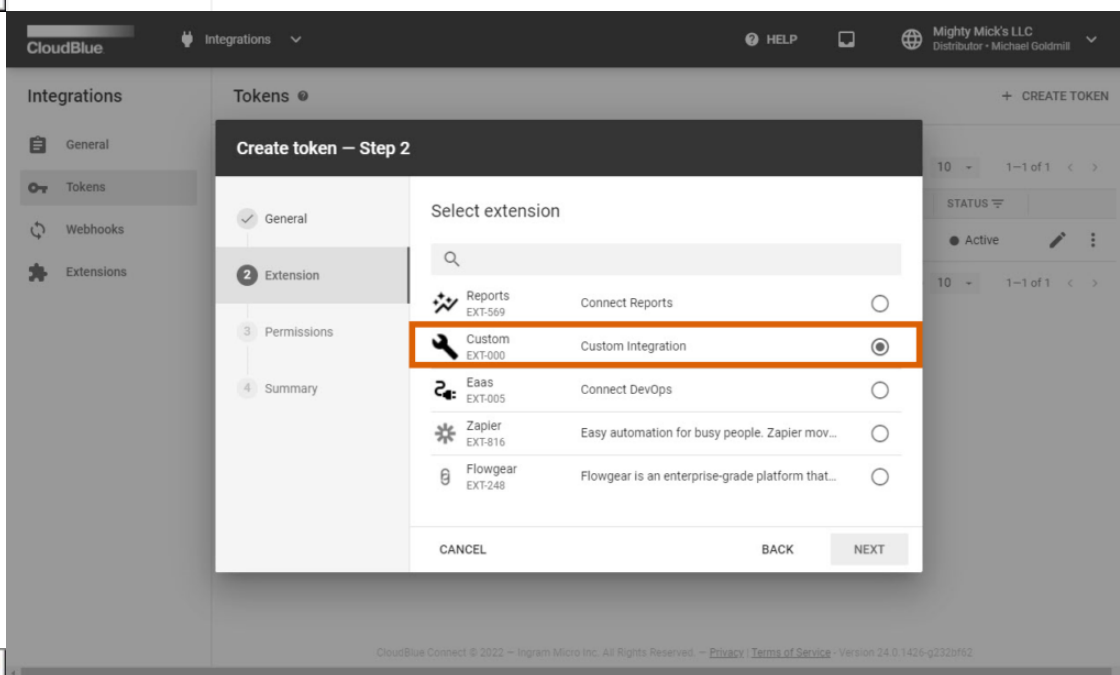 CloudBlue
Integrations
HELP
Mighty Mick's LLC
Distributor • Michael Goldmill
Integrations
General
Tokens
Webhooks
Extensions
Tokens
+ CREATE TOKEN
10
1–1 of 1
STATUS
Active
10
1–1 of 1
Create token — Step 2
General
2 Extension
3 Permissions
4 Summary
Select extension
Reports
EXT-569
Connect Reports
Custom
EXT-000
Custom Integration
Eaas
EXT-005
Connect DevOps
Zapier
EXT-816
Easy automation for busy people. Zapier mov...
Flowgear
EXT-248
Flowgear is an enterprise-grade platform that...
CANCEL
BACK
NEXT
CloudBlue Connect © 2022 — Ingram Micro Inc. All Rights Reserved. — Privacy | Terms of Service - Version 24.0.1426-g232bf62